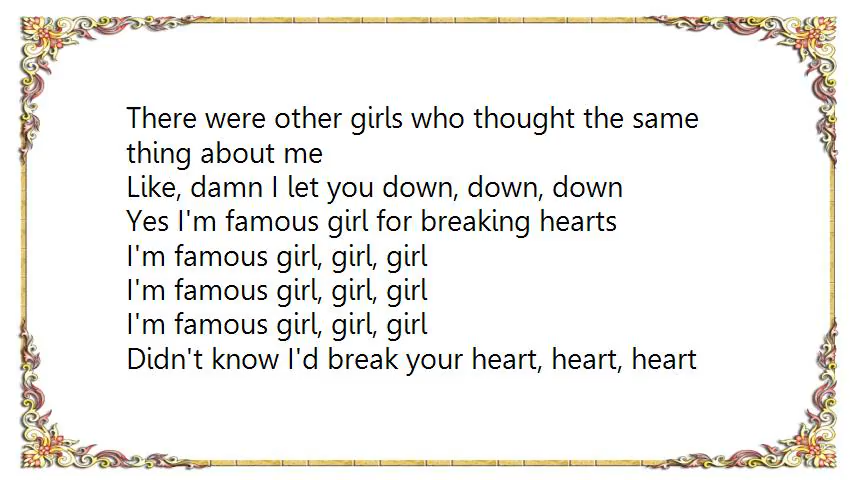 There were other girls who thought the same
thing about me
Like, damn I let you down, down, down
Yes I'm famous girl for breaking hearts
I'm famous girl, girl, girl
I'm famous girl, girl, girl
I'm famous girl, girl, girl
Didn't know I'd break your heart, heart, heart